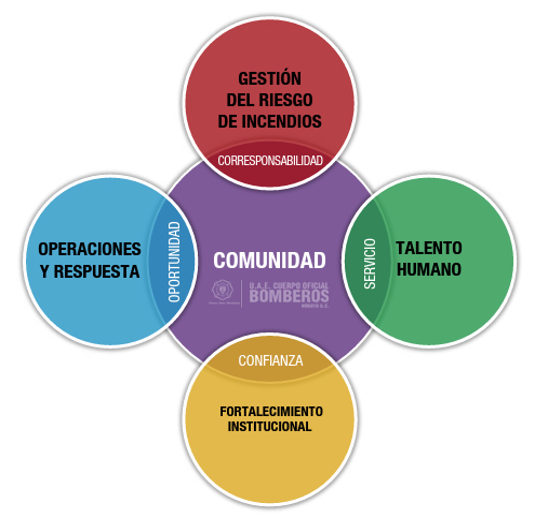 GESTIÓN
DEL RIESGO
DE INCENDIOS
CORRESPONSABILIDAD
OPERACIONES
Y RESPUESTA
OPORTUNIDAD
COMUNIDAD
U.A.E. CUERPO OFICIAL
BOMBEROS
BOGOTÁ D.C.
SERVICIO
TALENTO
HUMANO
CONFIANZA
FORTALECIMIENTO
INSTITUCIONAL